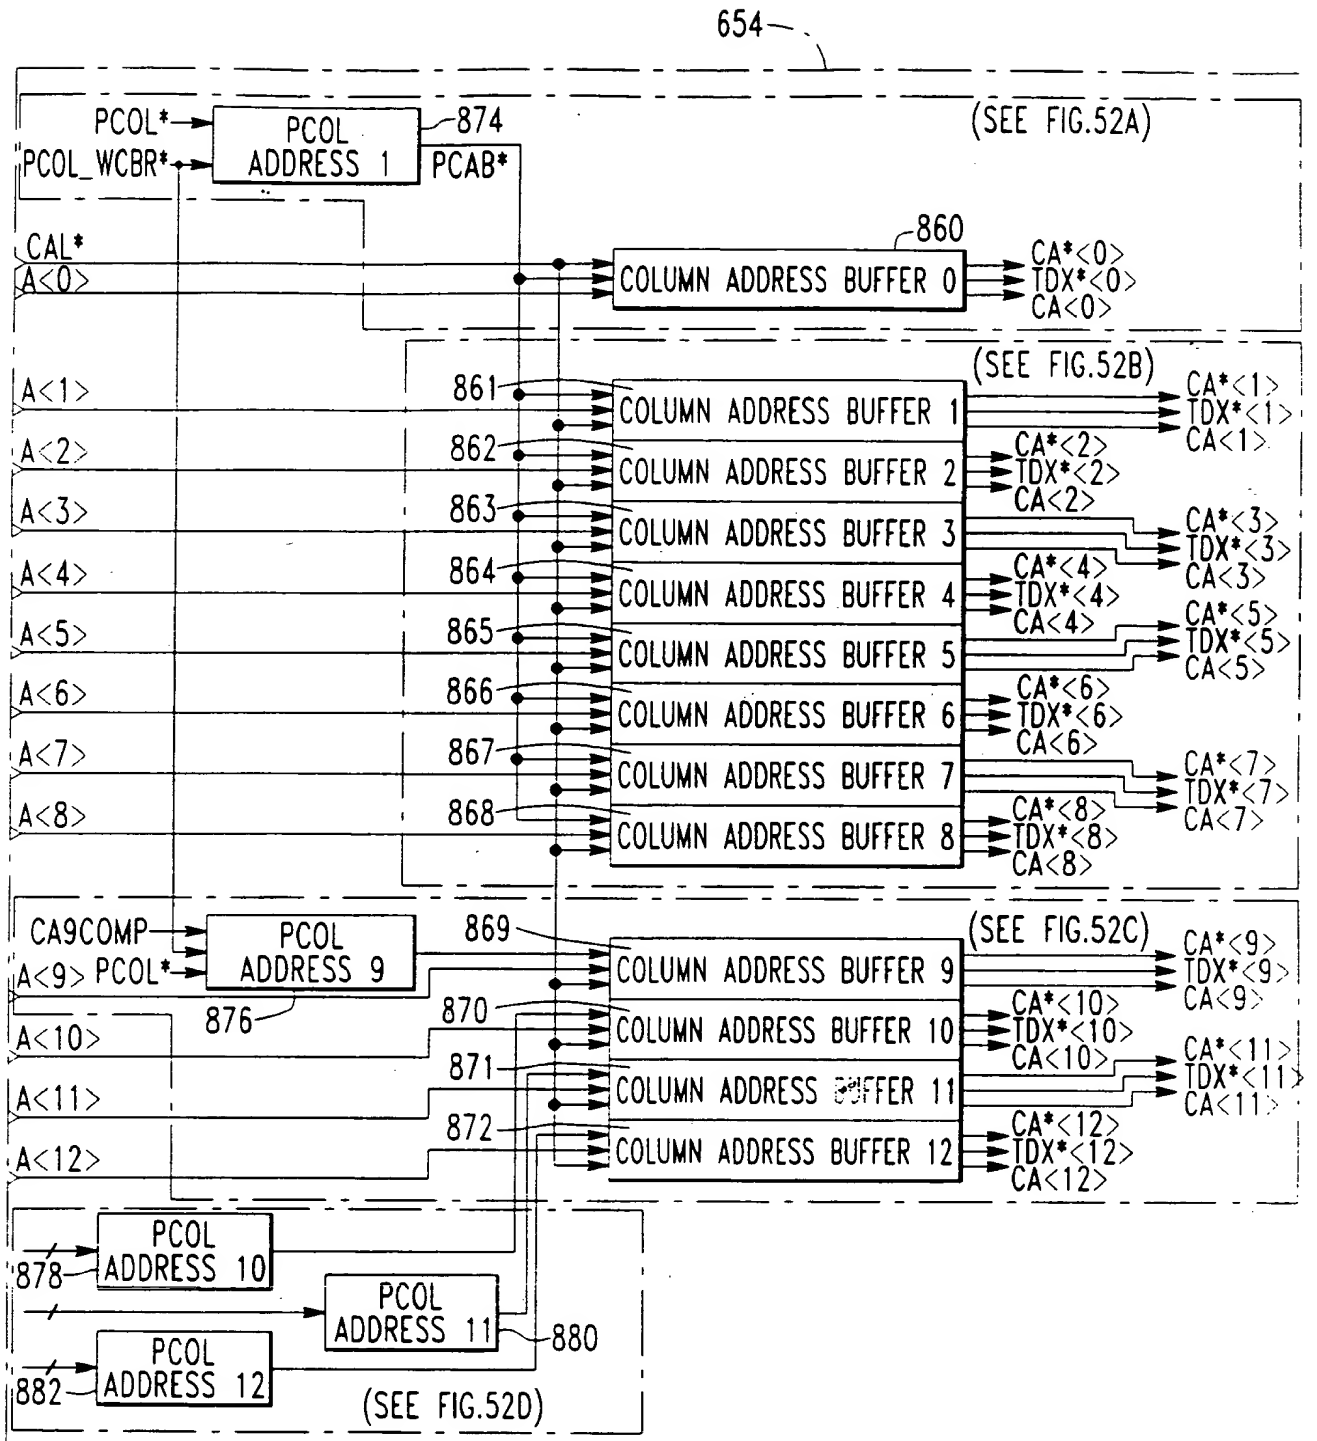 654
(SEE FIG.52A)
PCOL*
PCOL
ADDRESS 1
874
PCOL_WCBR*
PCAB*
CAL*
A<0>
860
COLUMN ADDRESS BUFFER 0
CA*<0>
TDX*<0>
CA<0>
(SEE FIG.52B)
A<1>
861
COLUMN ADDRESS BUFFER 1
CA*<1>
TDX*<1>
CA<1>
A<2>
862
COLUMN ADDRESS BUFFER 2
CA*<2>
TDX*<2>
CA<2>
A<3>
863
COLUMN ADDRESS BUFFER 3
CA*<3>
TDX*<3>
CA<3>
A<4>
864
COLUMN ADDRESS BUFFER 4
CA*<4>
TDX*<4>
CA<4>
A<5>
865
COLUMN ADDRESS BUFFER 5
CA*<5>
TDX*<5>
CA<5>
A<6>
866
COLUMN ADDRESS BUFFER 6
CA*<6>
TDX*<6>
CA<6>
A<7>
867
COLUMN ADDRESS BUFFER 7
CA*<7>
TDX*<7>
CA<7>
A<8>
868
COLUMN ADDRESS BUFFER 8
CA*<8>
TDX*<8>
CA<8>
(SEE FIG.52C)
CA9COMP
PCOL*
PCOL
ADDRESS 9
876
A<9>
869
COLUMN ADDRESS BUFFER 9
CA*<9>
TDX*<9>
CA<9>
A<10>
870
COLUMN ADDRESS BUFFER 10
CA*<10>
TDX*<10>
CA<10>
A<11>
871
COLUMN ADDRESS BUFFER 11
CA*<11>
TDX*<11>
CA<11>
A<12>
872
COLUMN ADDRESS BUFFER 12
CA*<12>
TDX*<12>
CA<12>
PCOL
ADDRESS 10
878
PCOL
ADDRESS 11
880
PCOL
ADDRESS 12
882
(SEE FIG.52D)